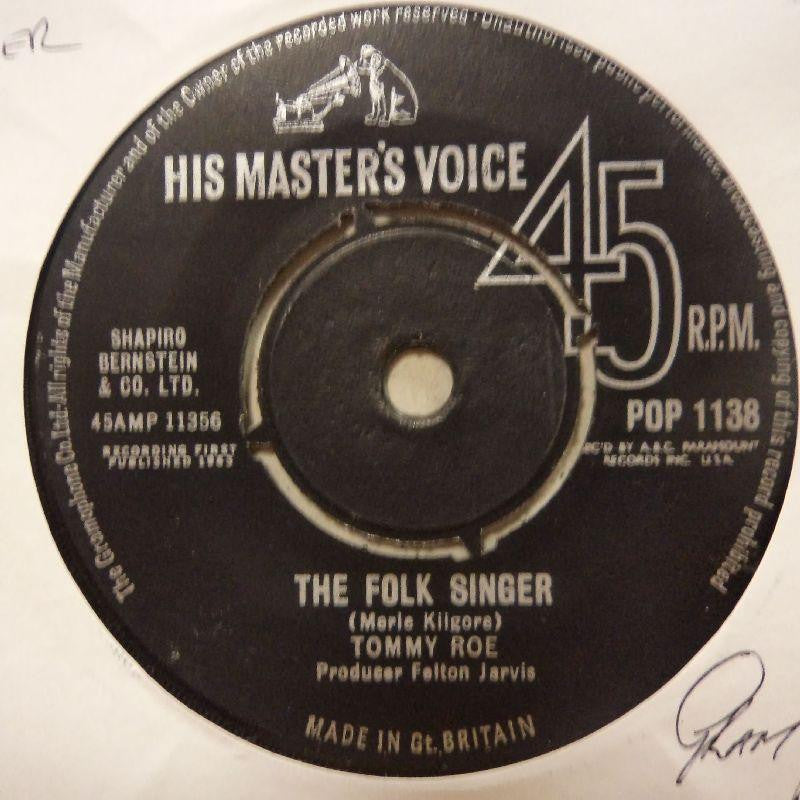 ER
The Gramophone Co. Ltd. All rights of the Manufacturer and of the Owner of the recorded work reserved · Unauthorised public performance, broadcasting and copying of this record prohibited
HIS MASTER'S VOICE
45
R.P.M.
SHAPIRO
BERNSTEIN
& CO. LTD.
45AMP 11356
RECORDING FIRST
PUBLISHED 1963
POP 1138
REC'D BY A.B.C. PARAMOUNT
RECORDS INC. U.S.A.
THE FOLK SINGER
(Merle Kilgore)
TOMMY ROE
Producer Felton Jarvis
MADE IN Gt. BRITAIN